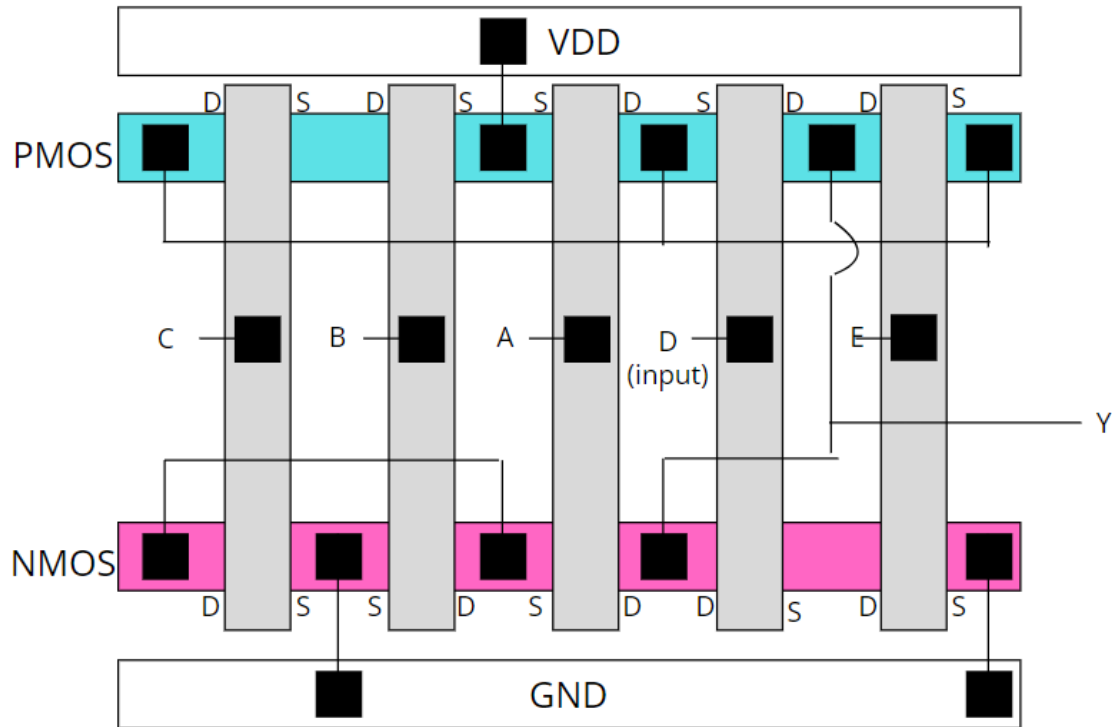 VDD
D S D S S D S D D S
PMOS
C B A D E
(input)
Y
NMOS
D S S D S D D S D S
GND